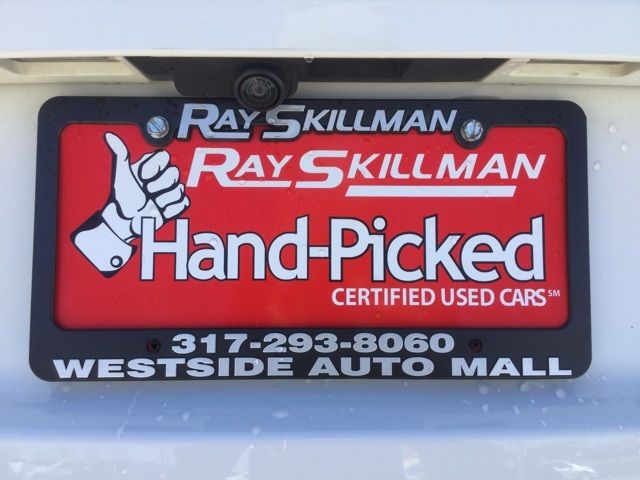 RAY SKILLMAN
RAY SKILLMAN
Hand-Picked
CERTIFIED USED CARS℠
317-293-8060
WESTSIDE AUTO MALL